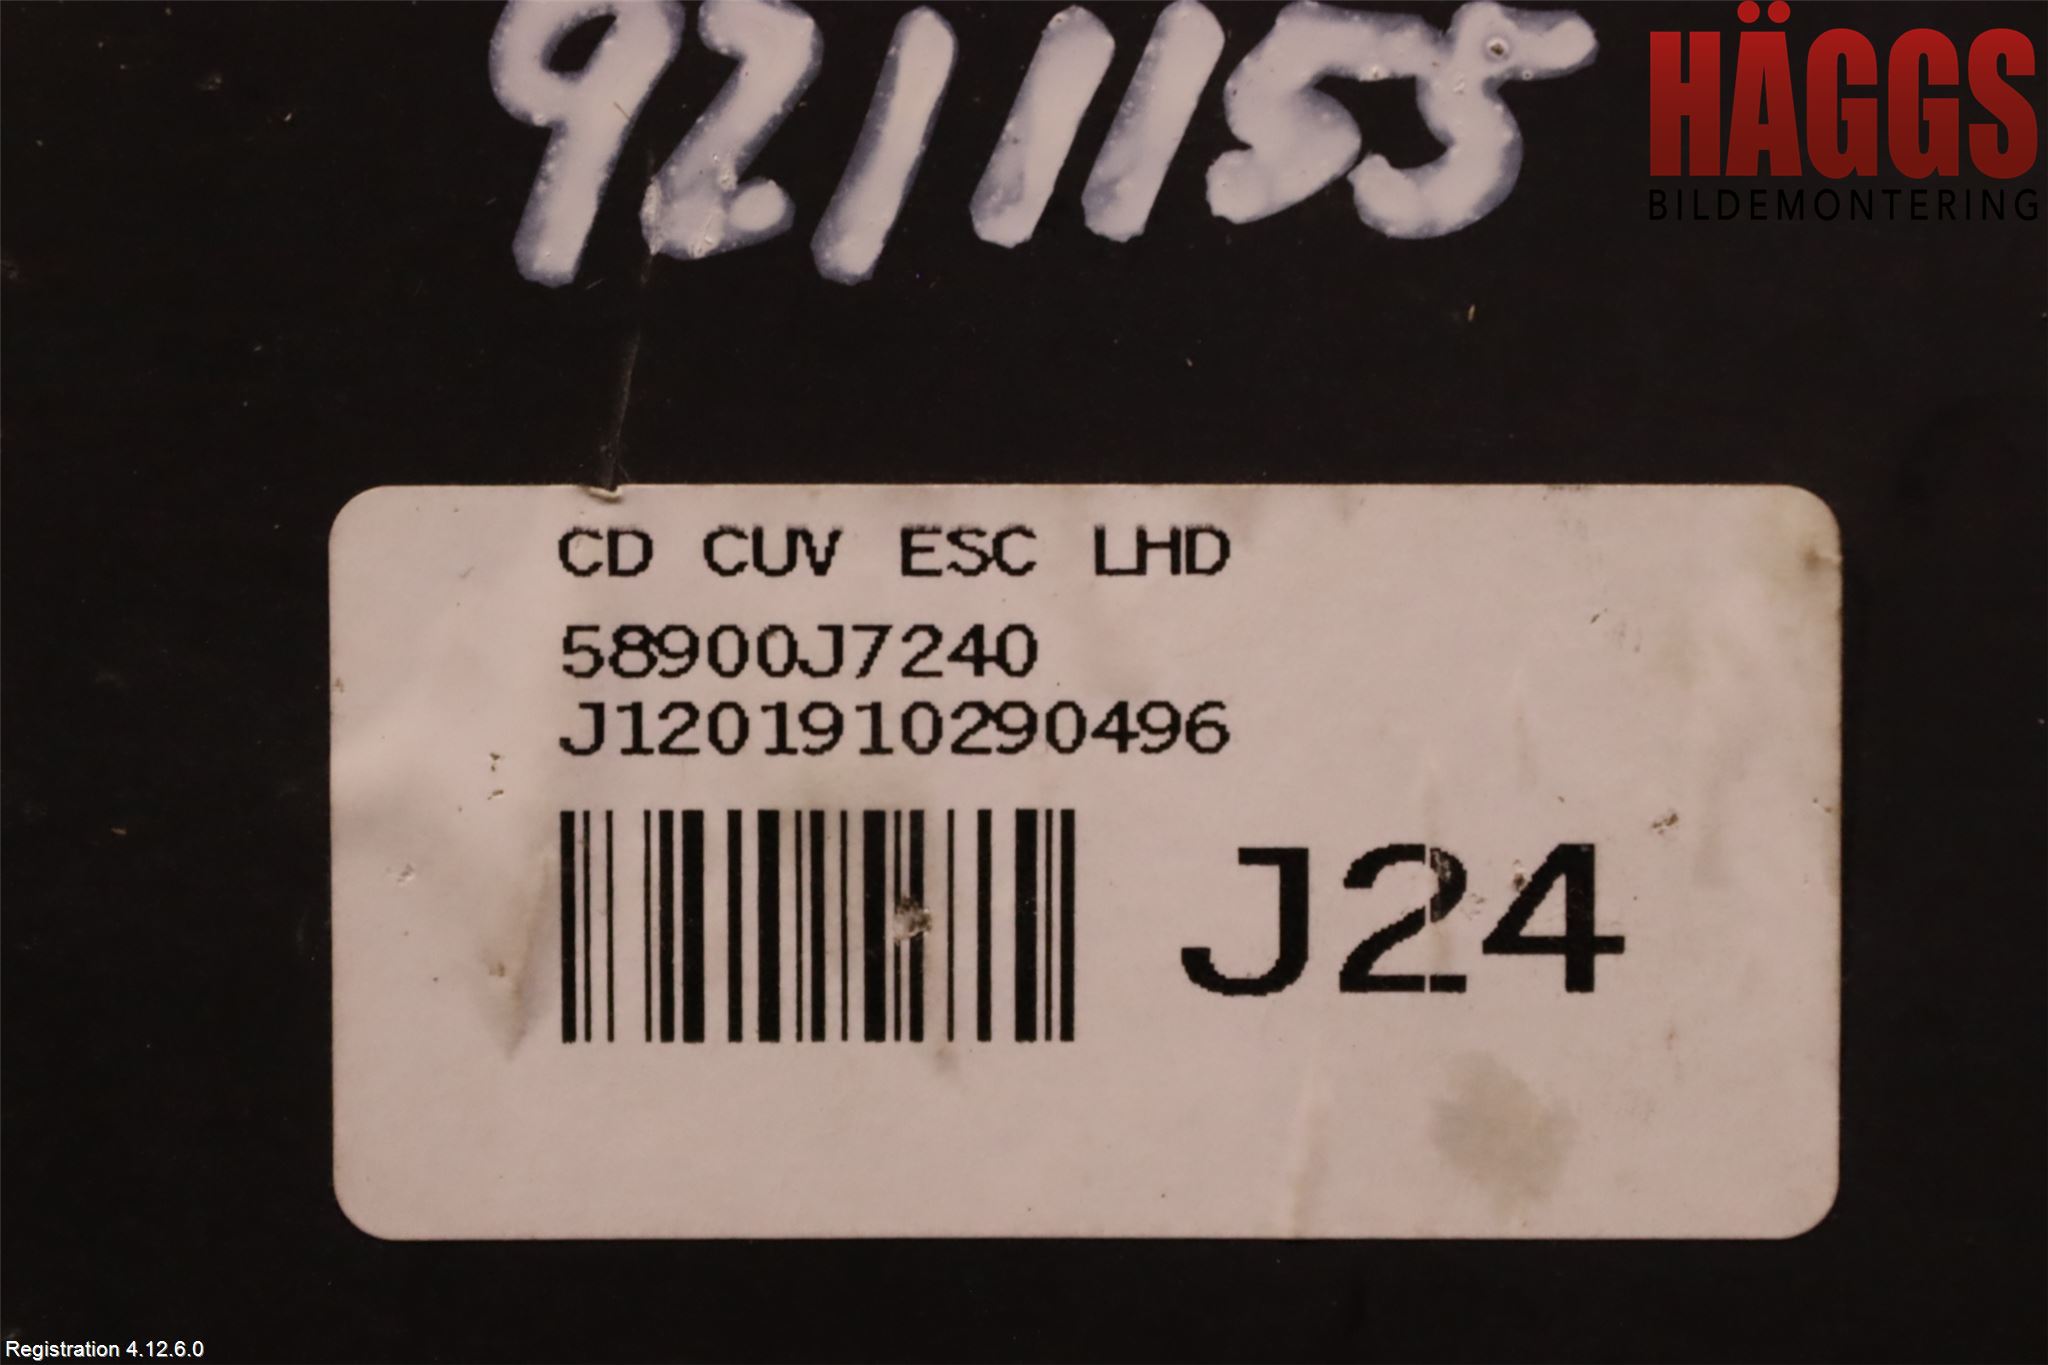 9211155
HÄGGS
BILDEMONTERING
CD CUV ESC LHD
58900J7240
J1201910290496
J24
Registration 4.12.6.0